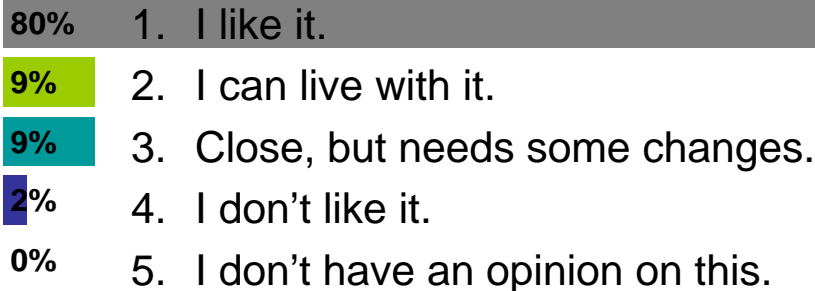 80% 1. I like it.
9% 2. I can live with it.
9% 3. Close, but needs some changes.
2% 4. I don’t like it.
0% 5. I don’t have an opinion on this.